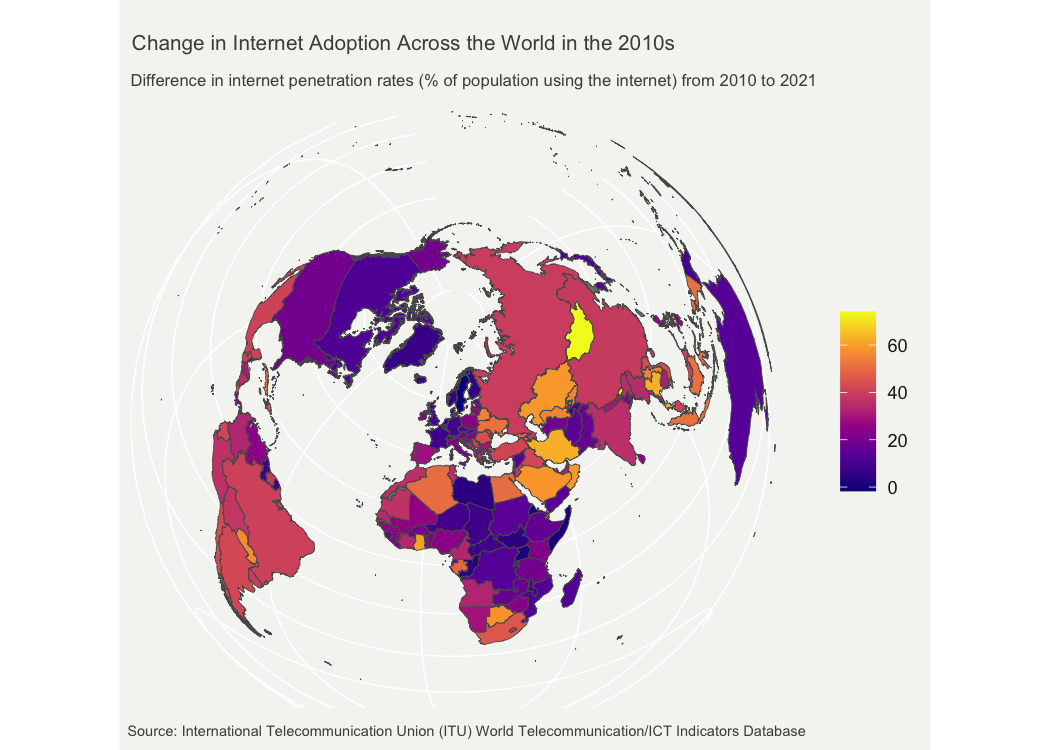 Change in Internet Adoption Across the World in the 2010s
Difference in internet penetration rates (% of population using the internet) from 2010 to 2021
60
40
20
0
Source: International Telecommunication Union (ITU) World Telecommunication/ICT Indicators Database